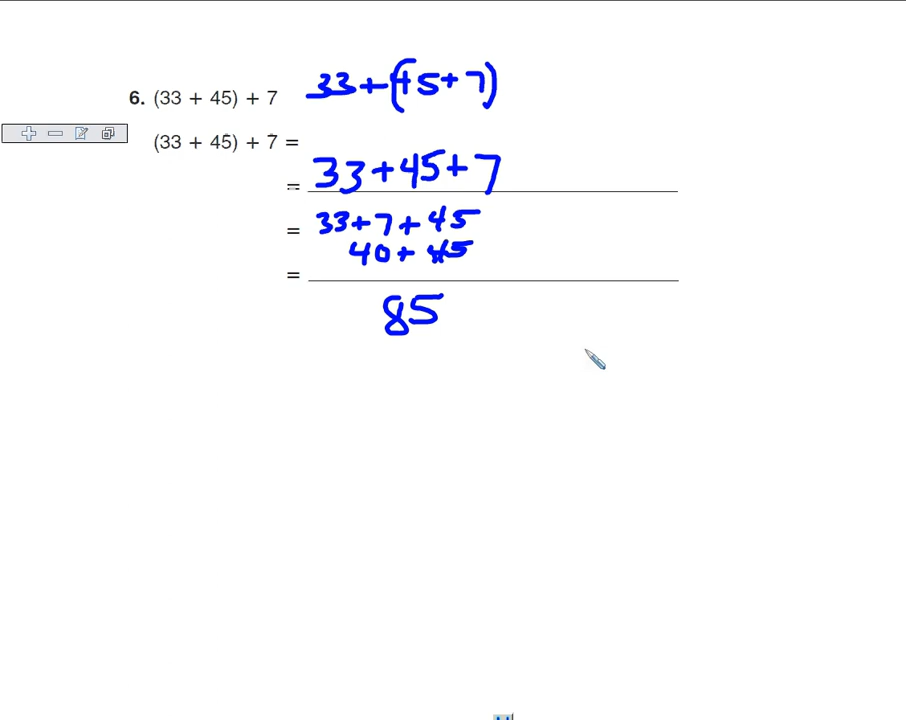 6. (33 + 45) + 7 33+(45+7)
(33 + 45) + 7 =
= 33+45+7
= 33+7+45
40+45
=
85